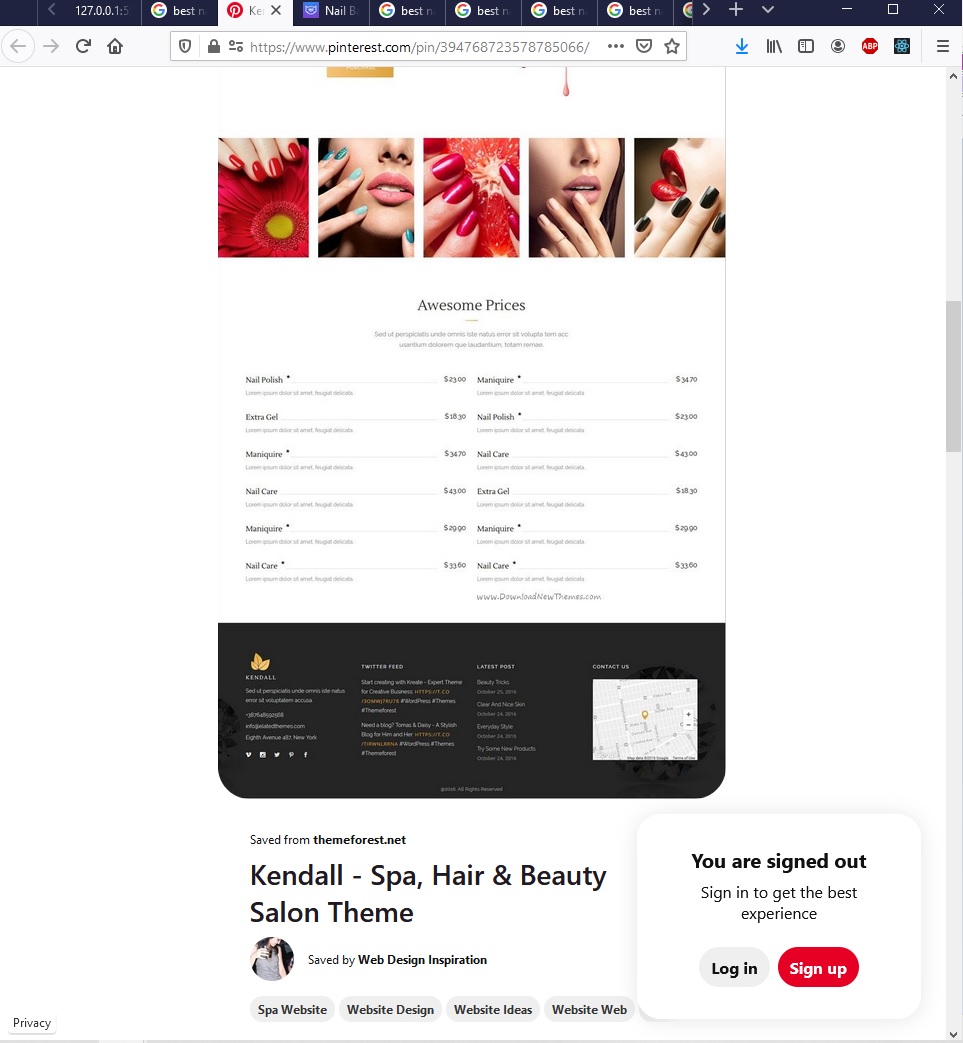 127.0.0.1:5
best n
Ke
Nail B
best n
best n
best n
best n
https://www.pinterest.com/pin/394768723578785066/
ABP
Awesome Prices
Sed ut perspiciatis unde omnis iste natus error sit volupta tem acc
usantium dolorem que laudantium, totam remae.
Nail Polish * $23.00
Lorem ipsum dolor sit amet, feugiat delicata
Extra Gel $18.30
Lorem ipsum dolor sit amet, feugiat delicata
Maniquire * $34.70
Lorem ipsum dolor sit amet, feugiat delicata
Nail Care $43.00
Lorem ipsum dolor sit amet, feugiat delicata
Maniquire * $29.90
Lorem ipsum dolor sit amet, feugiat delicata
Nail Care * $33.60
Lorem ipsum dolor sit amet, feugiat delicata
Maniquire * $34.70
Lorem ipsum dolor sit amet, feugiat delicata
Nail Polish * $23.00
Lorem ipsum dolor sit amet, feugiat delicata
Nail Care $43.00
Lorem ipsum dolor sit amet, feugiat delicata
Extra Gel $18.30
Lorem ipsum dolor sit amet, feugiat delicata
Maniquire * $29.90
Lorem ipsum dolor sit amet, feugiat delicata
Nail Care * $33.60
Lorem ipsum dolor sit amet, feugiat delicata
www.DownloadNewThemes.com
KENDALL
Sed ut perspiciatis unde omnis iste natus
error sit voluptatem accusa
+3876485 92568
info@elatedthemes.com
Eighth Avenue 487, New York
TWITTER FEED
Start creating with Kreate - Expert Theme
for Creative Business: HTTPS://T.CO
#WordPress #Themes
#Themeforest
Need a blog? Tomas & Daisy - A Stylish
Blog for Him and Her HTTPS://T.CO
#WordPress #Themes
#Themeforest
LATEST POST
Beauty Tricks
October 25, 2016
Clear And Nice Skin
October 24, 2016
Everyday Style
October 24, 2016
Try Some New Products
October 24, 2016
CONTACT US
Map data ©2016 Google Terms of Use
@2016. All Rights Reserved
Saved from themeforest.net
Kendall - Spa, Hair & Beauty
Salon Theme
Saved by Web Design Inspiration
Spa Website
Website Design
Website Ideas
Website Web
You are signed out
Sign in to get the best
experience
Log in
Sign up
Privacy